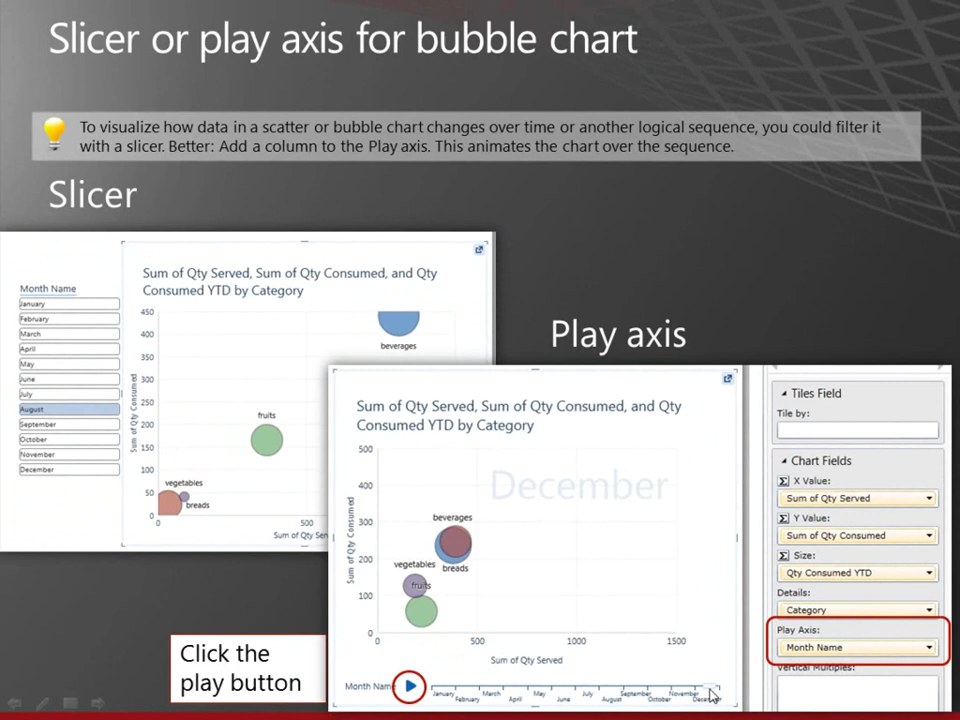 Slicer or play axis for bubble chart
To visualize how data in a scatter or bubble chart changes over time or another logical sequence, you could filter it
with a slicer. Better: Add a column to the Play axis. This animates the chart over the sequence.
Slicer
Month Name
January
February
March
April
May
June
July
August
September
October
November
December
Sum of Qty Served, Sum of Qty Consumed, and Qty
Consumed YTD by Category
Sum of Qty Consumed
450
400
350
300
250
200
150
100
50
0
beverages
fruits
vegetables
breads
0
500
Sum of Qty Ser
Play axis
Sum of Qty Served, Sum of Qty Consumed, and Qty
Consumed YTD by Category
December
Sum of Qty Consumed
500
400
300
200
100
0
beverages
vegetables
breads
fruits
0
500
1000
1500
Sum of Qty Served
Month Name
January
February
March
April
May
June
July
August
September
October
November
December
Click the
play button
Tiles Field
Tile by:
Chart Fields
Σ X Value:
Sum of Qty Served
Σ Y Value:
Sum of Qty Consumed
Σ Size:
Qty Consumed YTD
Details:
Category
Play Axis:
Month Name
Vertical Multiples: